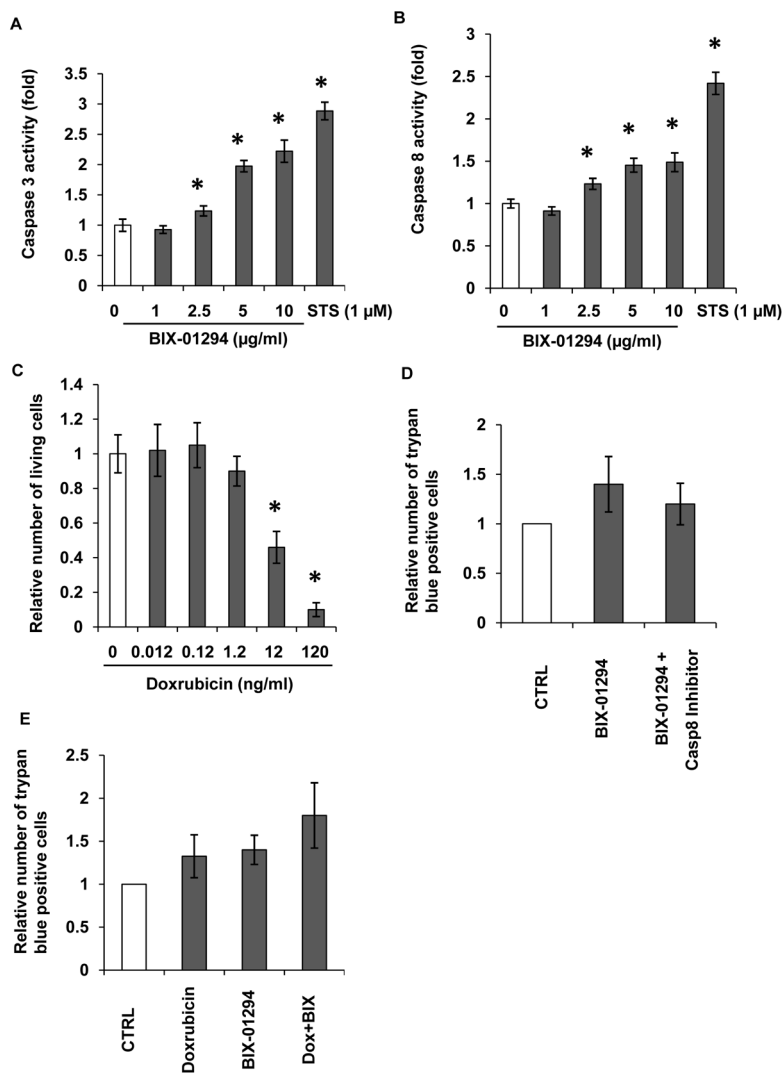 A
Caspase 3 activity (fold)
3.5
3
2.5
2
1.5
1
0.5
0
*
*
*
*
0 1 2.5 5 10 STS (1 µM)
BIX-01294 (µg/ml)
B
Caspase 8 activity (fold)
3
2.5
2
1.5
1
0.5
0
*
*
*
*
0 1 2.5 5 10 STS (1 µM)
BIX-01294 (µg/ml)
C
Relative number of living cells
1.4
1.2
1
0.8
0.6
0.4
0.2
0
*
*
0 0.012 0.12 1.2 12 120
Doxrubicin (ng/ml)
D
Relative number of trypan
blue positive cells
2
1.5
1
0.5
0
CTRL
BIX-01294
BIX-01294 +
Casp8 Inhibitor
E
Relative number of trypan
blue positive cells
2.5
2
1.5
1
0.5
0
CTRL
Doxrubicin
BIX-01294
Dox+BIX